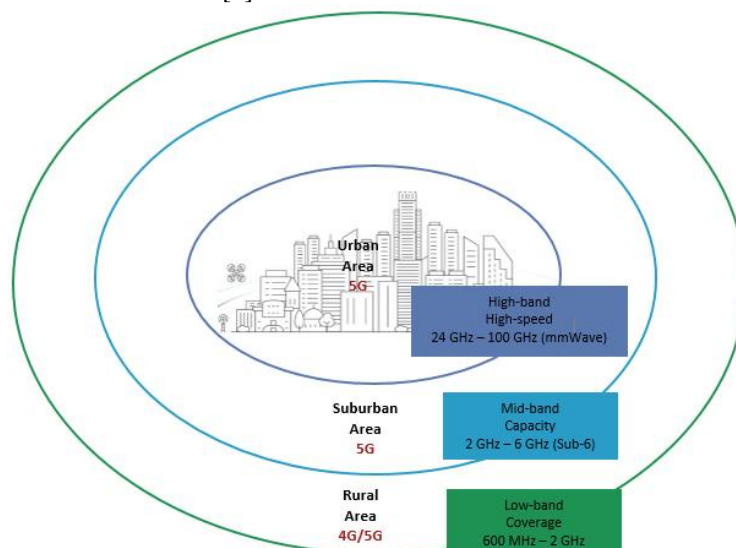 Urban
Area
5G
High-band
High-speed
24 GHz – 100 GHz (mmWave)
Suburban
Area
5G
Mid-band
Capacity
2 GHz – 6 GHz (Sub-6)
Rural
Area
4G/5G
Low-band
Coverage
600 MHz – 2 GHz